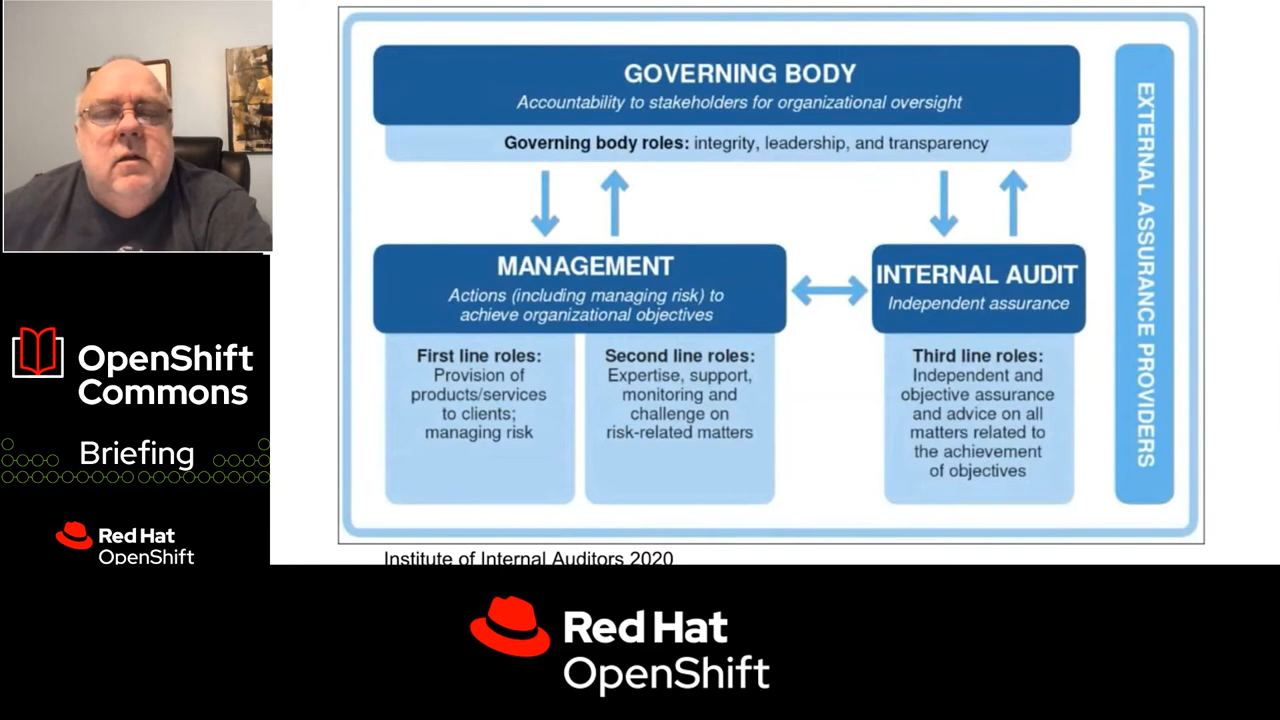 GOVERNING BODY
Accountability to stakeholders for organizational oversight
Governing body roles: integrity, leadership, and transparency
MANAGEMENT
Actions (including managing risk) to
achieve organizational objectives
First line roles:
Provision of
products/services
to clients;
managing risk
Second line roles:
Expertise, support,
monitoring and
challenge on
risk-related matters
INTERNAL AUDIT
Independent assurance
Third line roles:
Independent and
objective assurance
and advice on all
matters related to
the achievement
of objectives
EXTERNAL ASSURANCE PROVIDERS
Institute of Internal Auditors 2020
OpenShift
Commons
Briefing
Red Hat
OpenShift
Red Hat
OpenShift